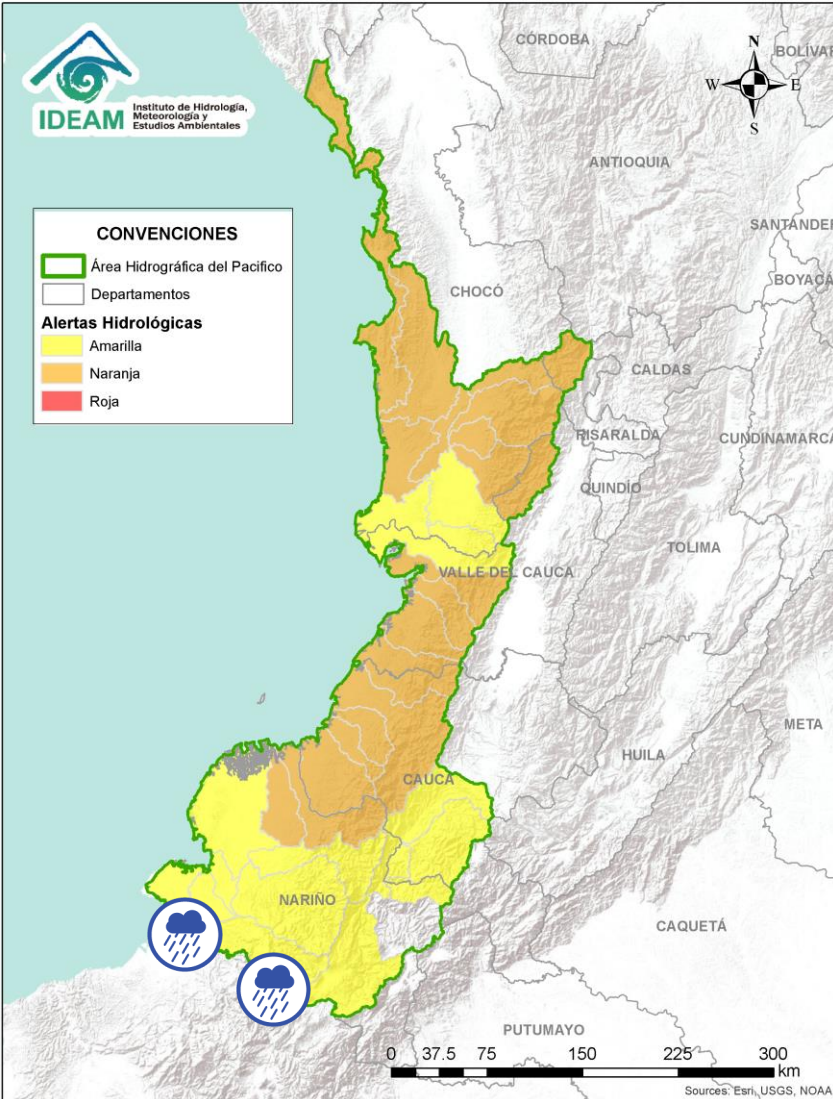 IDEAM
Instituto de Hidrología,
Meteorología y
Estudios Ambientales
N
W
E
S
CONVENCIONES
Área Hidrográfica del Pacifico
Departamentos
Alertas Hidrológicas
Amarilla
Naranja
Roja
CÓRDOBA
BOLÍVAR
ANTIOQUIA
SANTANDER
BOYACÁ
CHOCÓ
CALDAS
RISARALDA
CUNDINAMARCA
QUINDÍO
TOLIMA
VALLE DEL CAUCA
META
HUILA
CAUCA
NARIÑO
CAQUETÁ
PUTUMAYO
0 37.5 75 150 225 300
km
Sources: Esri, USGS, NOAA